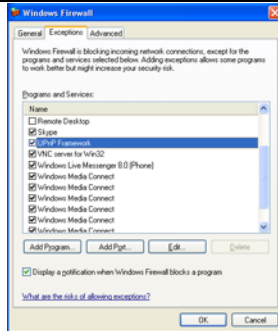 Windows Firewall
General Exceptions Advanced
Windows Firewall is blocking incoming network connections, except for the
programs and services selected below. Adding exceptions allows some programs
to work better but might increase your security risk.
Programs and Services:
Name
Remote Desktop
Skype
UPnP Framework
VNC server for Win32
Windows Live Messenger 8.0 (Phone)
Windows Media Connect
Windows Media Connect
Windows Media Connect
Windows Media Connect
Windows Media Connect
Windows Media Connect
Add Program... Add Port... Edit... Delete
Display a notification when Windows Firewall blocks a program
What are the risks of allowing exceptions?
OK Cancel